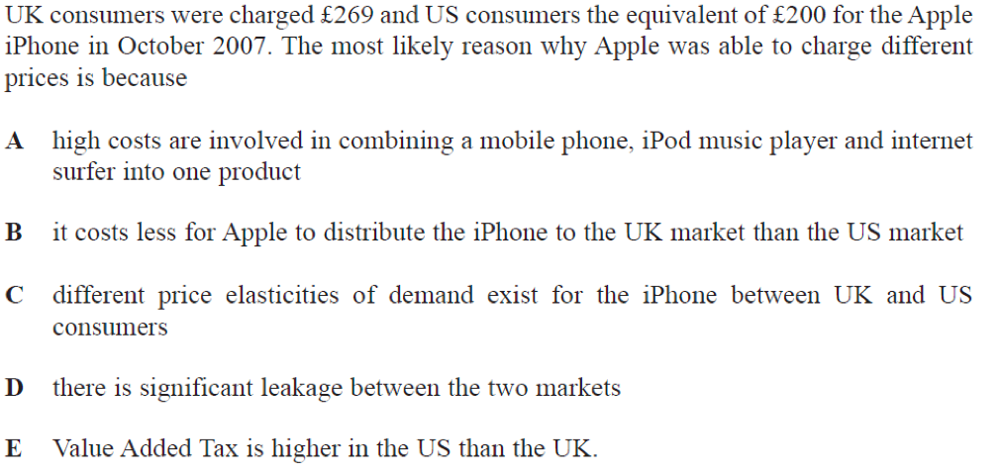 UK consumers were charged £269 and US consumers the equivalent of £200 for the Apple
iPhone in October 2007. The most likely reason why Apple was able to charge different
prices is because
A high costs are involved in combining a mobile phone, iPod music player and internet
surfer into one product
B it costs less for Apple to distribute the iPhone to the UK market than the US market
C different price elasticities of demand exist for the iPhone between UK and US
consumers
D there is significant leakage between the two markets
E Value Added Tax is higher in the US than the UK.